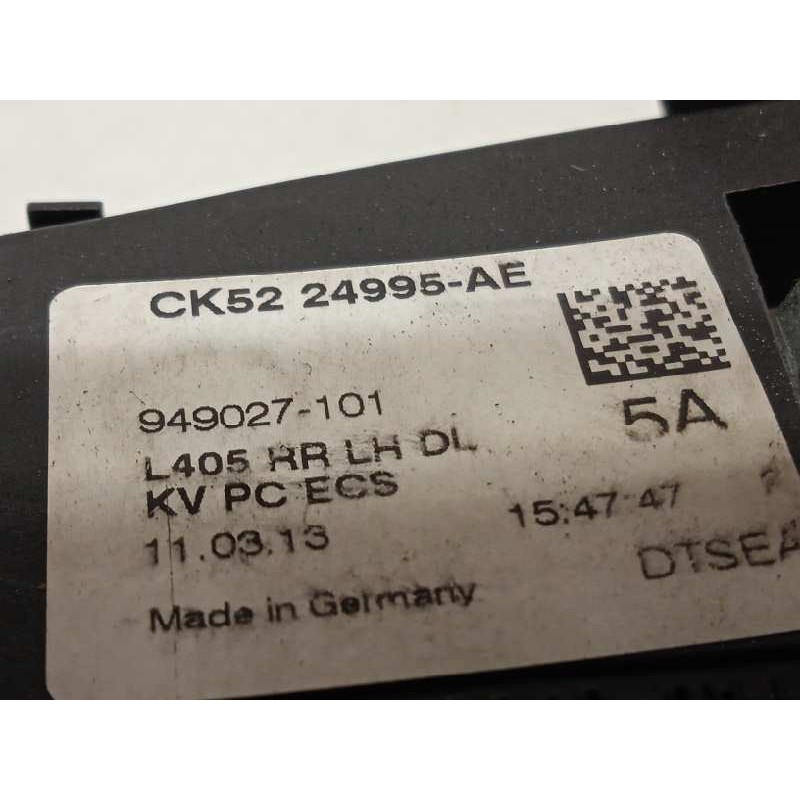 CK52 24995-AE
949027-101
5A
L405 RR LH DL
KV PC ECS
11.03.13 15:47:47
DTSEA
Made in Germany